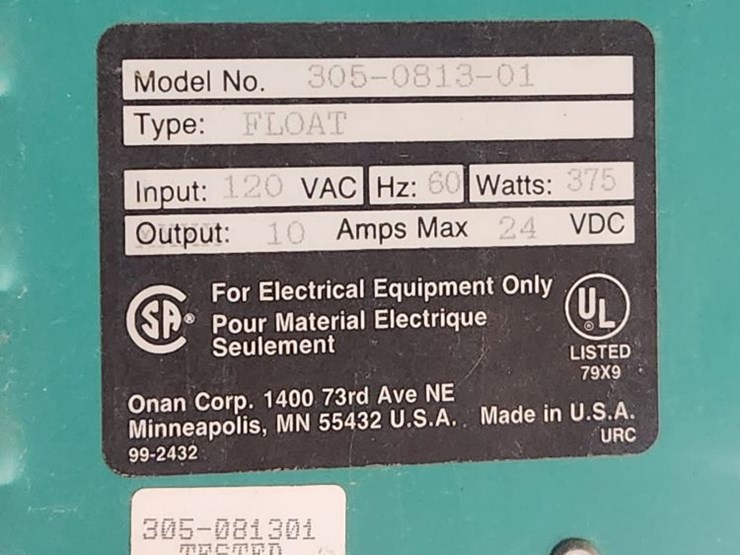 Model No. 305-0813-01
Type: FLOAT
Input: 120 VAC Hz: 60 Watts: 375
Output: 10 Amps Max 24 VDC
SA® For Electrical Equipment Only UL®
Pour Material Electrique
Seulement
LISTED
79X9
Onan Corp. 1400 73rd Ave NE
Minneapolis, MN 55432 U.S.A. Made in U.S.A.
99-2432 URC
305-081301
TESTED